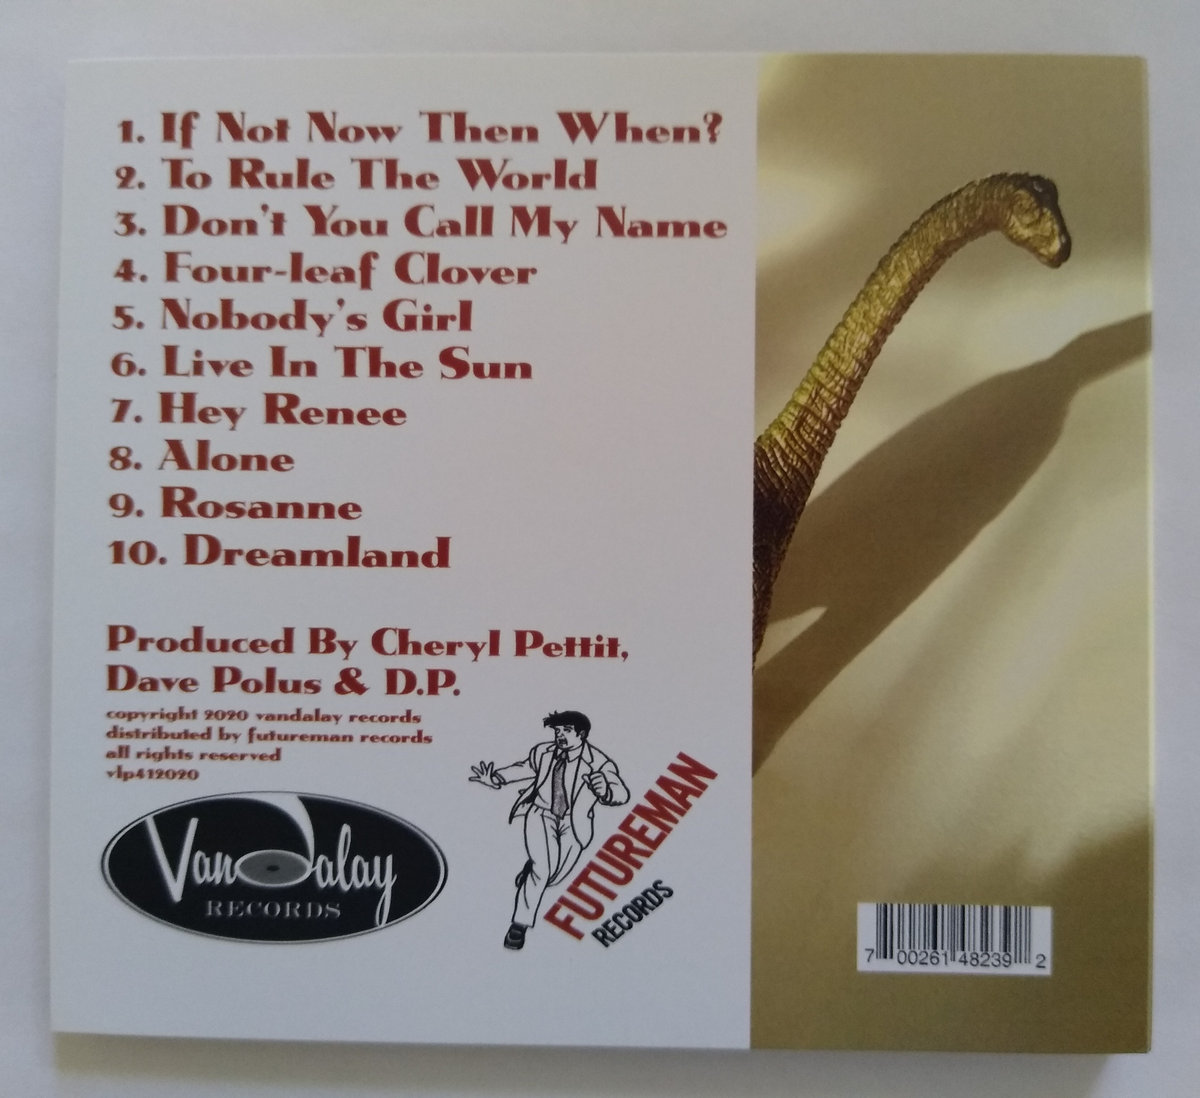 1. If Not Now Then When?
2. To Rule The World
3. Don't You Call My Name
4. Four-leaf Clover
5. Nobody's Girl
6. Live In The Sun
7. Hey Renee
8. Alone
9. Rosanne
10. Dreamland
Produced By Cheryl Pettit,
Dave Polus & D.P.
copyright 2020 vandalay records
distributed by futureman records
all rights reserved
vlp412020
Vandalay
RECORDS
FUTUREMAN
RECORDS
7 00261 48239 2